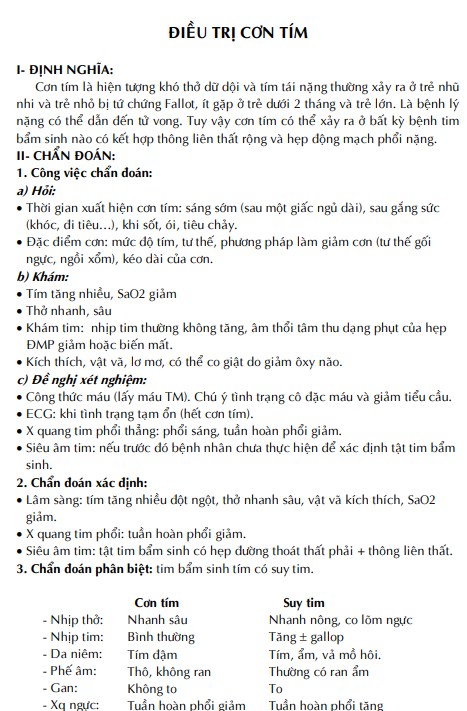 ĐIỀU TRỊ CƠN TÍM
I- ĐỊNH NGHĨA:
Cơn tím là hiện tượng khó thở dữ dội và tím tái nặng thường xảy ra ở trẻ nhũ
nhi và trẻ nhỏ bị tứ chứng Fallot, ít gặp ở trẻ dưới 2 tháng và trẻ lớn. Là bệnh lý
nặng có thể dẫn đến tử vong. Tuy vậy cơn tím có thể xảy ra ở bất kỳ bệnh tim
bẩm sinh nào có kết hợp thông liên thất rộng và hẹp động mạch phổi nặng.
II- CHẨN ĐOÁN:
1. Công việc chẩn đoán:
a) Hỏi:
• Thời gian xuất hiện cơn tím: sáng sớm (sau một giấc ngủ dài), sau gắng sức
(khóc, đi tiêu...), khi sốt, ói, tiêu chảy.
• Đặc điểm cơn: mức độ tím, tư thế, phương pháp làm giảm cơn (tư thế gối
ngực, ngồi xổm), kéo dài của cơn.
b) Khám:
• Tím tăng nhiều, SaO2 giảm
• Thở nhanh, sâu
• Khám tim: nhịp tim thường không tăng, âm thổi tâm thu dạng phụt của hẹp
ĐMP giảm hoặc biến mất.
• Kích thích, vật vã, lơ mơ, có thể co giật do giảm ôxy não.
c) Đề nghị xét nghiệm:
• Công thức máu (lấy máu TM). Chú ý tình trạng cô đặc máu và giảm tiểu cầu.
• ECG: khi tình trạng tạm ổn (hết cơn tím).
• X quang tim phổi thẳng: phổi sáng, tuần hoàn phổi giảm.
• Siêu âm tim: nếu trước đó bệnh nhân chưa thực hiện để xác định tật tim bẩm
sinh.
2. Chẩn đoán xác định:
• Lâm sàng: tím tăng nhiều đột ngột, thở nhanh sâu, vật vã kích thích, SaO2
giảm.
• X quang tim phổi: tuần hoàn phổi giảm.
• Siêu âm tim: tật tim bẩm sinh có hẹp đường thoát thất phải + thông liên thất.
3. Chẩn đoán phân biệt: tim bẩm sinh tím có suy tim.
Cơn tím Suy tim
- Nhịp thở: Nhanh sâu Nhanh nông, co lõm ngực
- Nhịp tim: Bình thường Tăng ± gallop
- Da niêm: Tím đậm Tím, ẩm, vả mồ hôi.
- Phế âm: Thô, không ran Thường có ran ẩm
- Gan: Không to To
- Xq ngực: Tuần hoàn phổi giảm Tuần hoàn phổi tăng